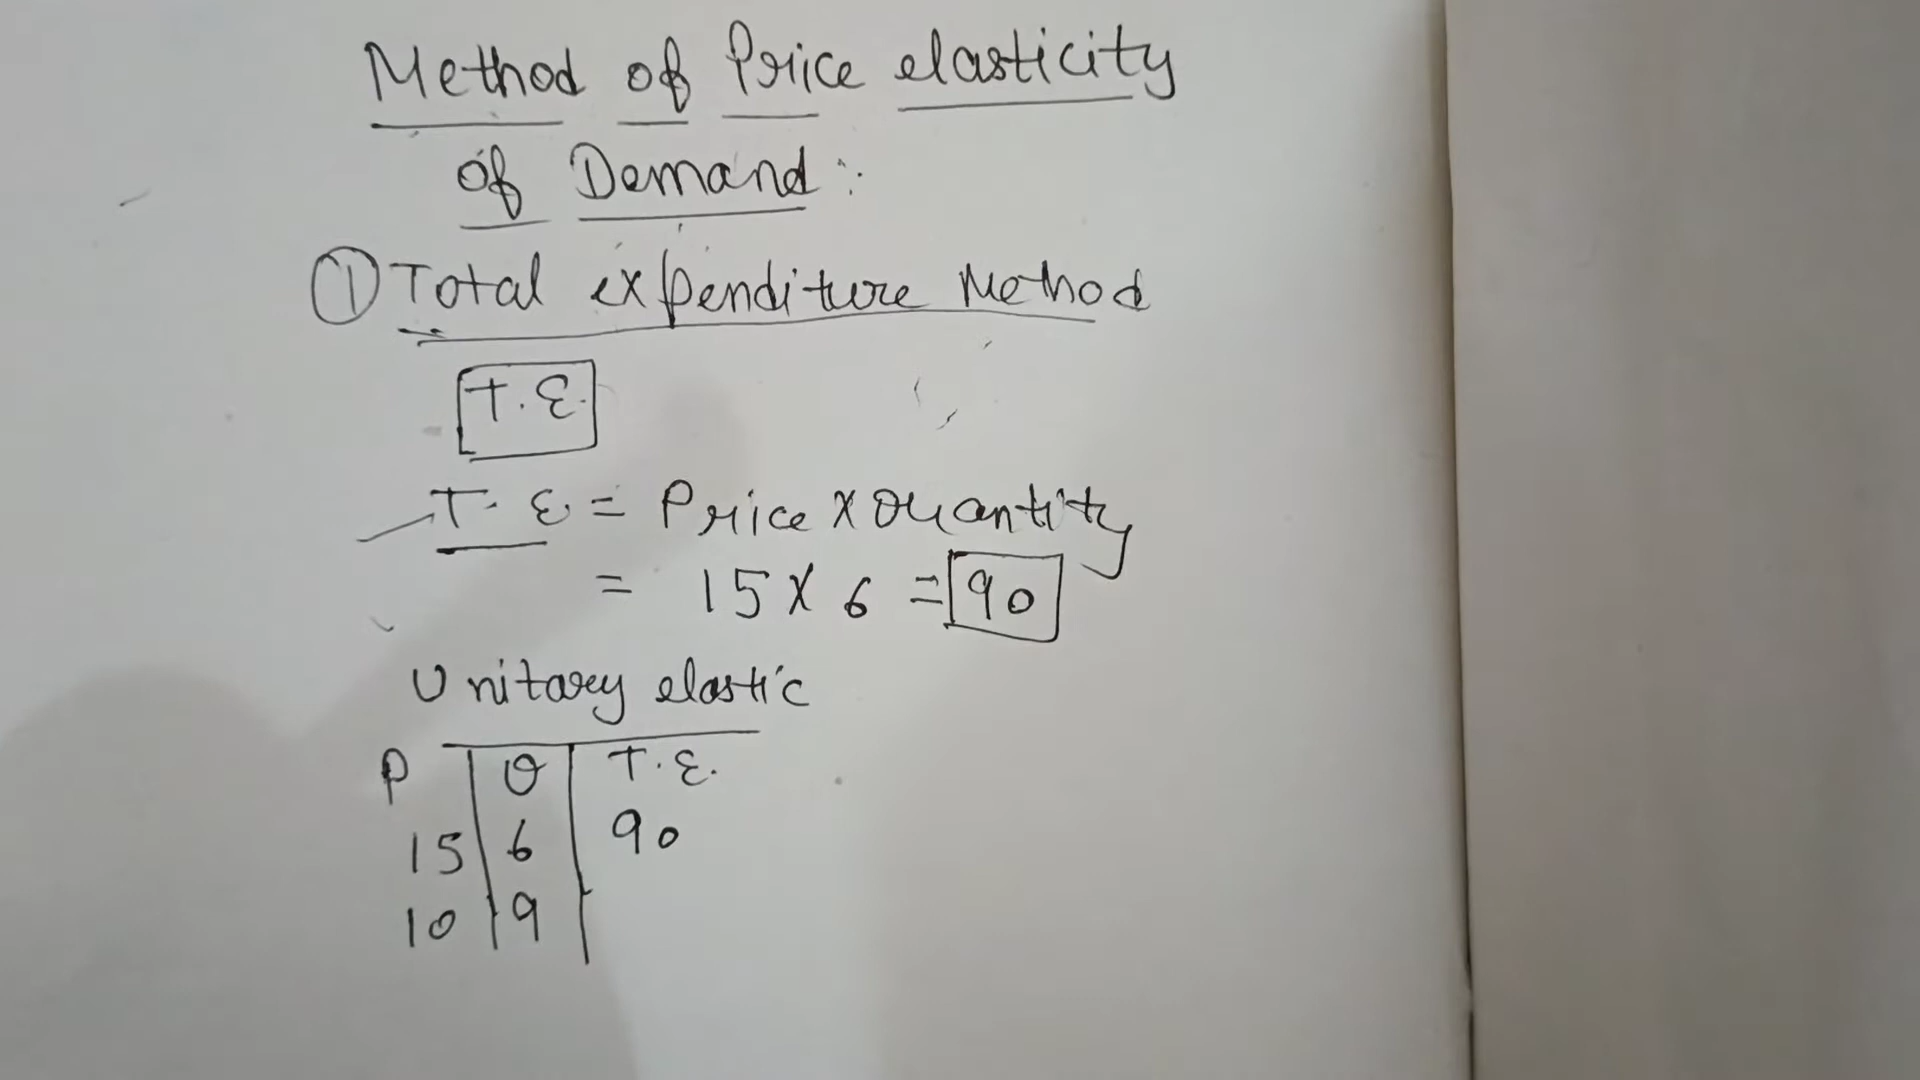 Method of Price elasticity
of Demand:
① Total expenditure Method
T.E.
T.E. = Price X Quantity
= 15 X 6 = 90
Unitary elastic
P Q T.E.
15 6 90
10 9